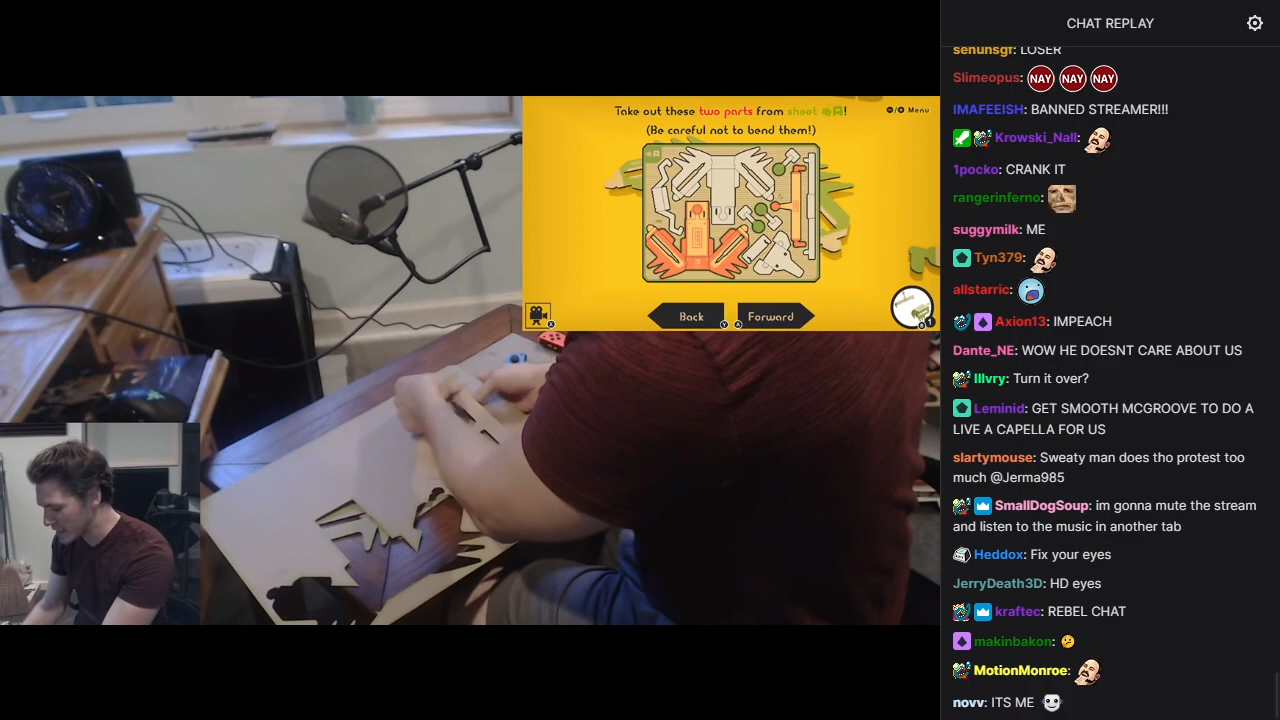 CHAT REPLAY
senunsgf: LOSER
Slimeopus: NAY NAY NAY
IMAFEEISH: BANNED STREAMER!!!
Krowski_Nall:
1pocko: CRANK IT
rangerinferno:
suggymilk: ME
Tyn379:
allstarric:
Axion13: IMPEACH
Dante_NE: WOW HE DOESNT CARE ABOUT US
Illvry: Turn it over?
Leminid: GET SMOOTH MCGROOVE TO DO A
LIVE A CAPELLA FOR US
slartymouse: Sweaty man does tho protest too
much @Jerma985
SmallDogSoup: im gonna mute the stream
and listen to the music in another tab
Heddox: Fix your eyes
JerryDeath3D: HD eyes
kraftec: REBEL CHAT
makinbakon:
MotionMonroe:
novv: ITS ME
Take out these two parts from sheet A!
(Be careful not to bend them!)
Menu
Back
Forward